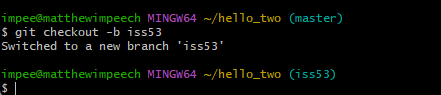 impee@matthewimpeech MINGW64 ~/hello_two (master)
$ git checkout -b iss53
Switched to a new branch 'iss53'
impee@matthewimpeech MINGW64 ~/hello_two (iss53)
$